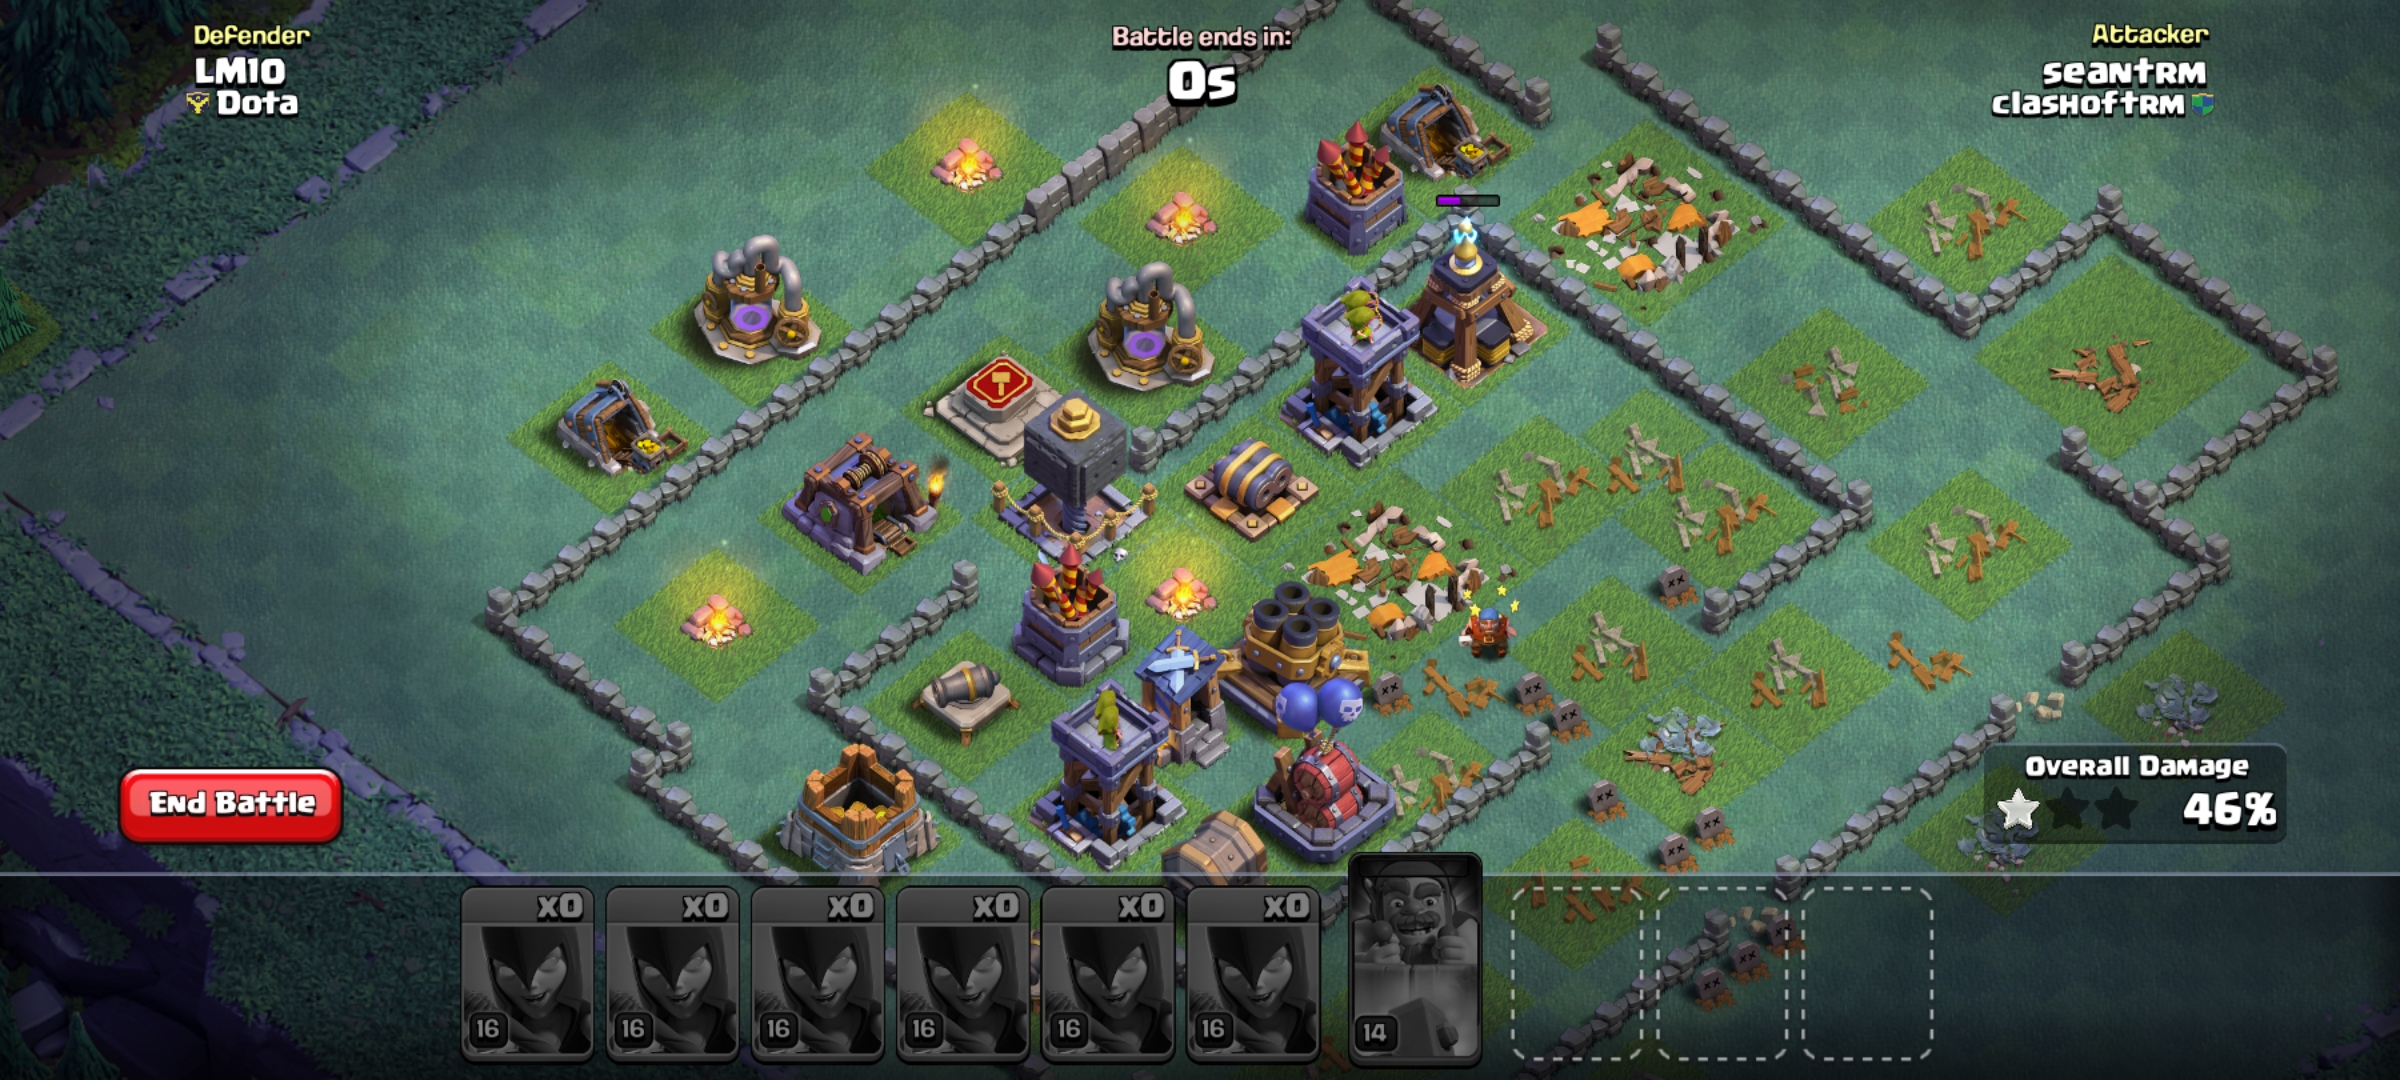 Defender
LM10
Dota
Battle ends in:
0s
Attacker
seantrm
clashoftrm
End Battle
Overall Damage
46%
x0
x0
x0
x0
x0
x0
16
16
16
16
16
16
14